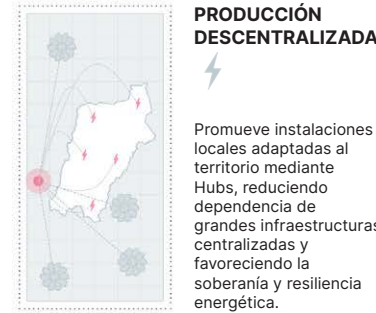 PRODUCCIÓN
DESCENTRALIZADA
Promueve instalaciones
locales adaptadas al
territorio mediante
Hubs, reduciendo
dependencia de
grandes infraestructuras
centralizadas y
favoreciendo la
soberanía y resiliencia
energética.